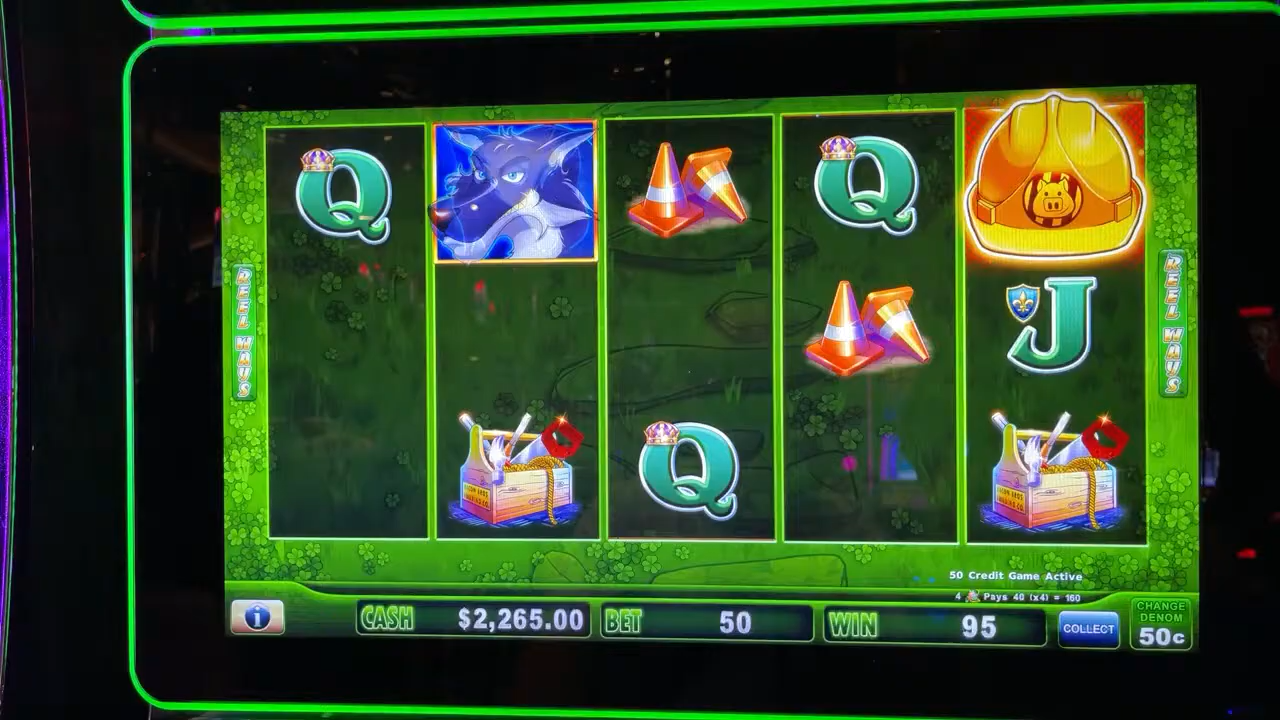 Q
Q
REEL WAYS
REEL WAYS
J
Q
50 Credit Game Active
4 Pays 40 (x4) = 160
CASH $2,265.00 BET 50 WIN 95
COLLECT
CHANGE
DENOM
50¢